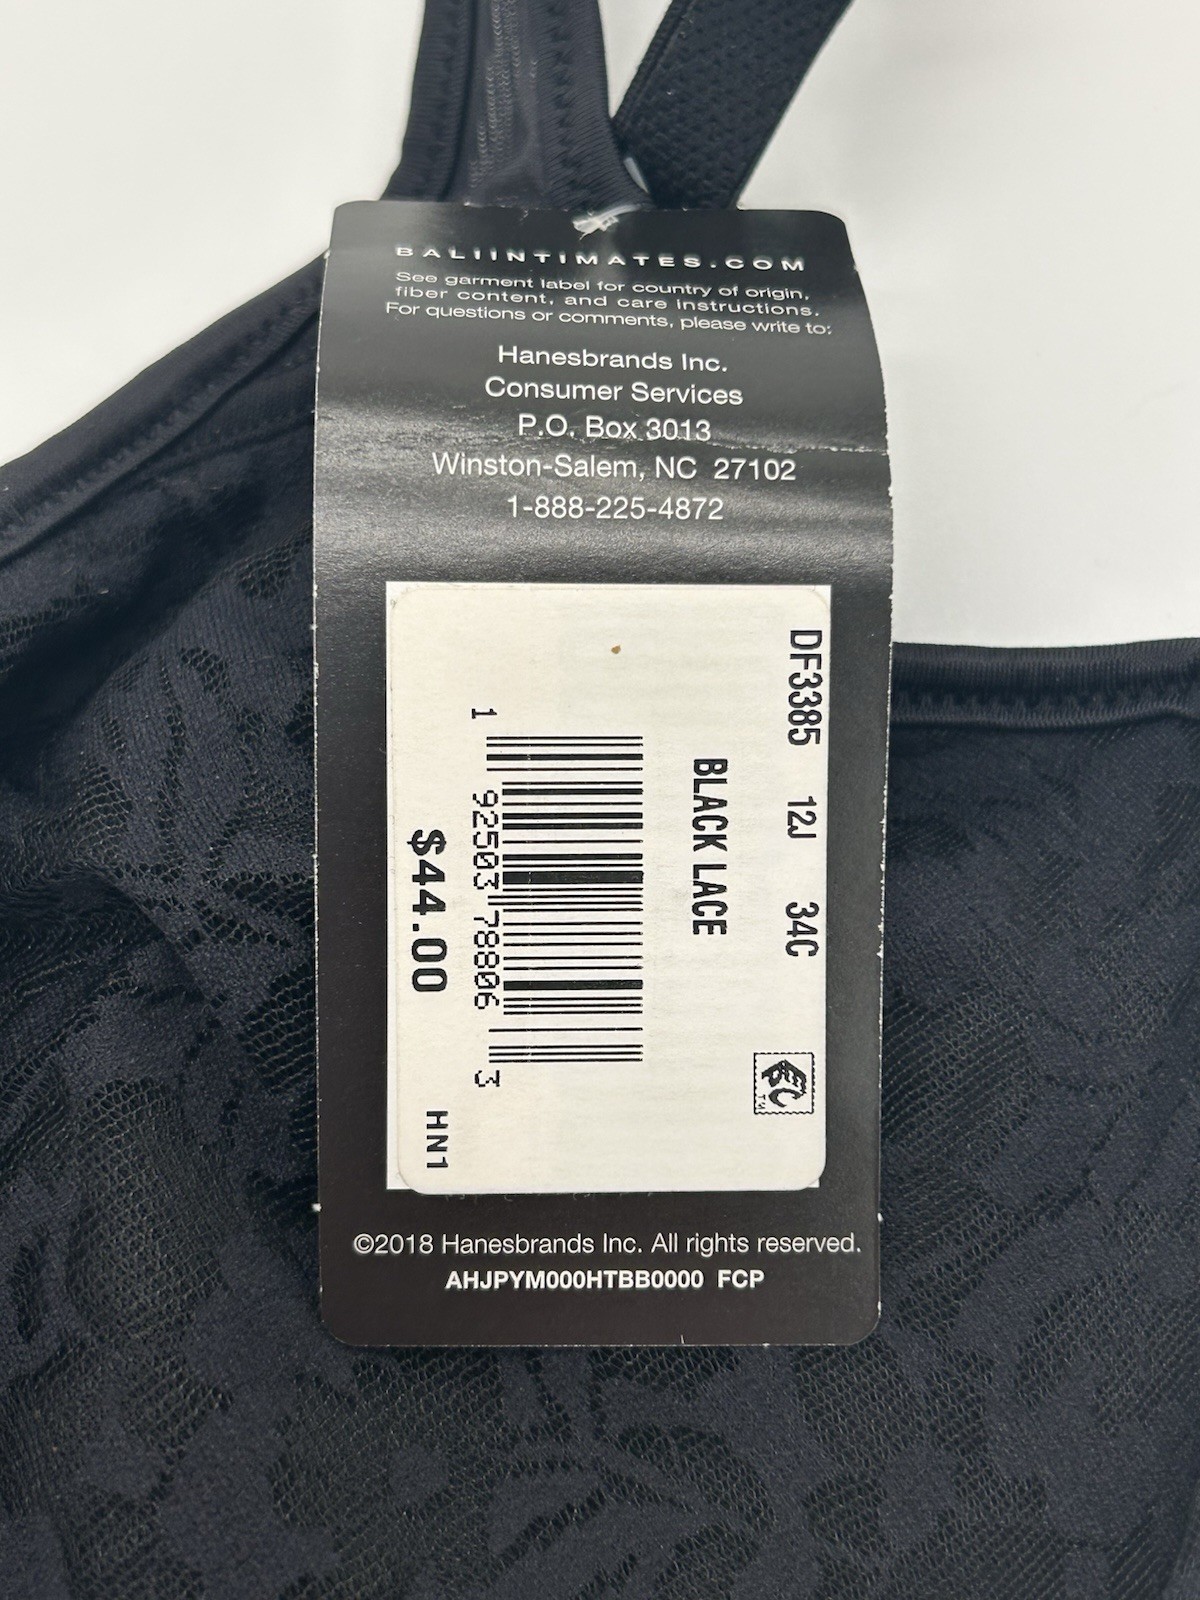 BALIINTIMATES.COM
See garment label for country of origin,
fiber content, and care instructions.
For questions or comments, please write to:
Hanesbrands Inc.
Consumer Services
P.O. Box 3013
Winston-Salem, NC 27102
1-888-225-4872
DF3385 12J 34C
BLACK LACE
1 92503 78806 3
$44.00
HN1
©2018 Hanesbrands Inc. All rights reserved.
AHJPYM000HTBB0000 FCP